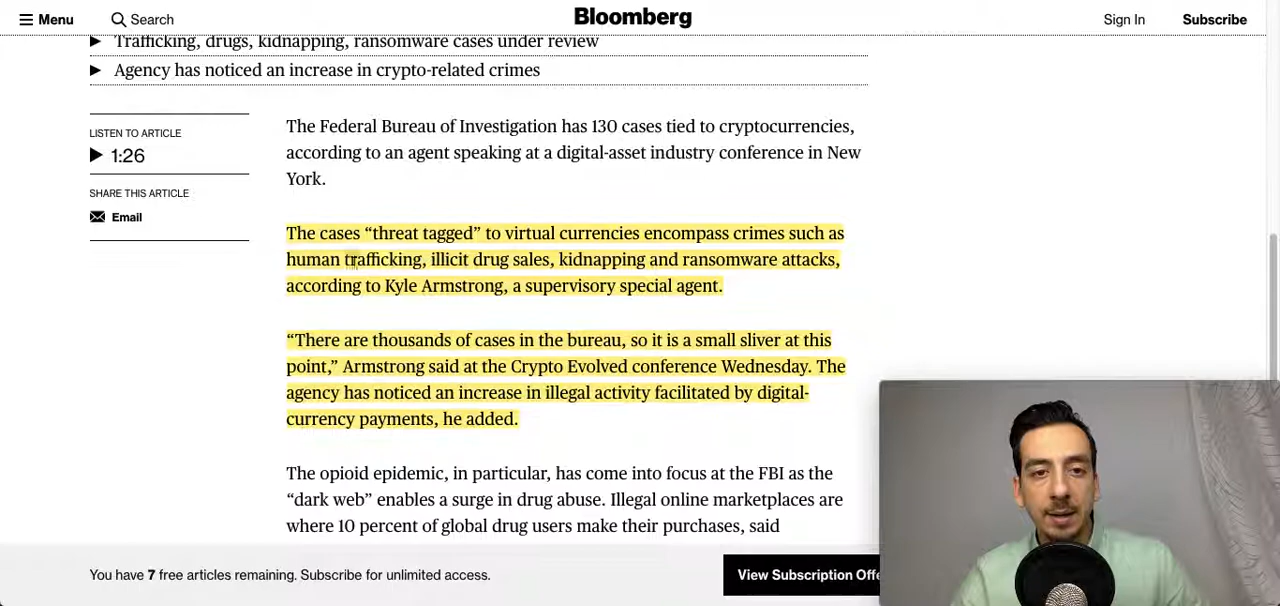 Menu
Search
Bloomberg
Sign In
Subscribe
Trafficking, drugs, kidnapping, ransomware cases under review
Agency has noticed an increase in crypto-related crimes
LISTEN TO ARTICLE
1:26
SHARE THIS ARTICLE
Email
The Federal Bureau of Investigation has 130 cases tied to cryptocurrencies,
according to an agent speaking at a digital-asset industry conference in New
York.
The cases “threat tagged” to virtual currencies encompass crimes such as
human trafficking, illicit drug sales, kidnapping and ransomware attacks,
according to Kyle Armstrong, a supervisory special agent.
“There are thousands of cases in the bureau, so it is a small sliver at this
point,” Armstrong said at the Crypto Evolved conference Wednesday. The
agency has noticed an increase in illegal activity facilitated by digital-
currency payments, he added.
The opioid epidemic, in particular, has come into focus at the FBI as the
“dark web” enables a surge in drug abuse. Illegal online marketplaces are
where 10 percent of global drug users make their purchases, said
You have 7 free articles remaining. Subscribe for unlimited access.
View Subscription Offe